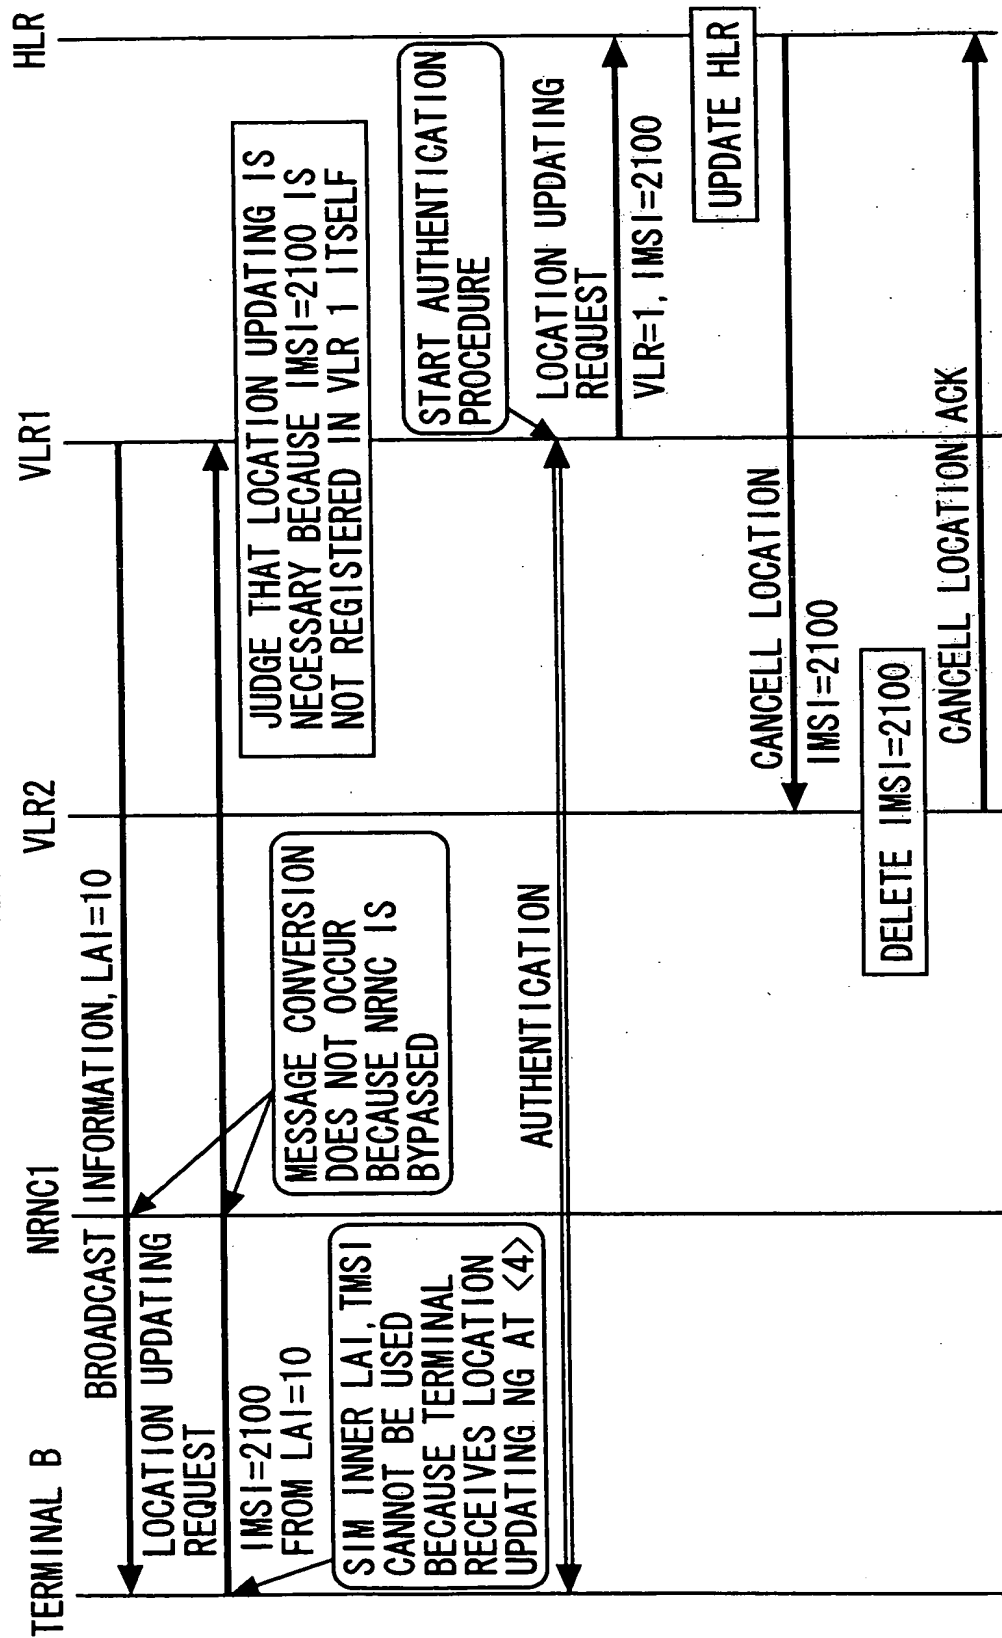 TERMINAL B
NRNC1
VLR2
VLR1
HLR
BROADCAST INFORMATION, LAI=10
LOCATION UPDATING
REQUEST
IMSI=2100
FROM LAI=10
SIM INNER LAI, TMSI
CANNOT BE USED
BECAUSE TERMINAL
RECEIVES LOCATION
UPDATING NG AT <4>
MESSAGE CONVERSION
DOES NOT OCCUR
BECAUSE NRNC IS
BYPASSED
JUDGE THAT LOCATION UPDATING IS
NECESSARY BECAUSE IMSI=2100 IS
NOT REGISTERED IN VLR 1 ITSELF
START AUTHENTICATION
PROCEDURE
AUTHENTICATION
LOCATION UPDATING
REQUEST
VLR=1, IMSI=2100
UPDATE HLR
CANCELL LOCATION
IMSI=2100
DELETE IMSI=2100
CANCELL LOCATION ACK